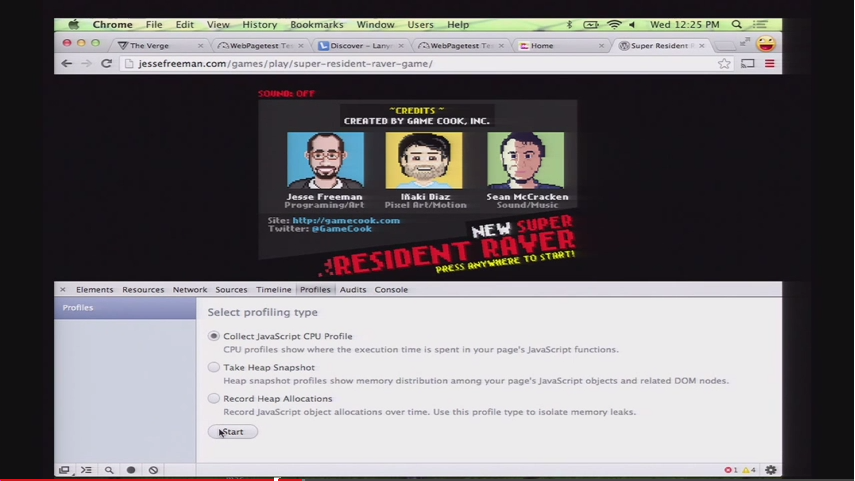 Chrome File Edit View History Bookmarks Window Users Help Wed 12:25 PM
The Verge WebPagetest Te Discover – Lany WebPagetest Te Home Super Resident R
jessefreeman.com/games/play/super-resident-raver-game/
SOUND: OFF
~CREDITS ~
CREATED BY GAME COOK, INC.
Jesse Freeman Iñaki Diaz Sean McCracken
Programing/Art Pixel Art/Motion Sound/Music
Site: http://gamecook.com
Twitter: @GameCook
NEW SUPER
RESIDENT RAVER
PRESS ANYWHERE TO START!
× Elements Resources Network Sources Timeline Profiles Audits Console
Profiles
Select profiling type
Collect JavaScript CPU Profile
CPU profiles show where the execution time is spent in your page's JavaScript functions.
Take Heap Snapshot
Heap snapshot profiles show memory distribution among your page's JavaScript objects and related DOM nodes.
Record Heap Allocations
Record JavaScript object allocations over time. Use this profile type to isolate memory leaks.
Start
1 4